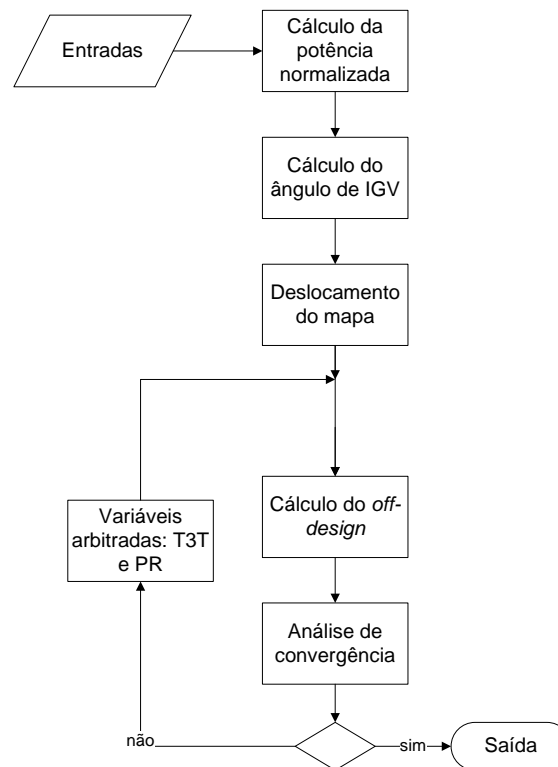 Entradas
Cálculo da
potência
normalizada
Cálculo do
ângulo de IGV
Deslocamento
do mapa
Cálculo do off-
design
Variáveis
arbitradas: T3T
e PR
Análise de
convergência
não
sim
Saída